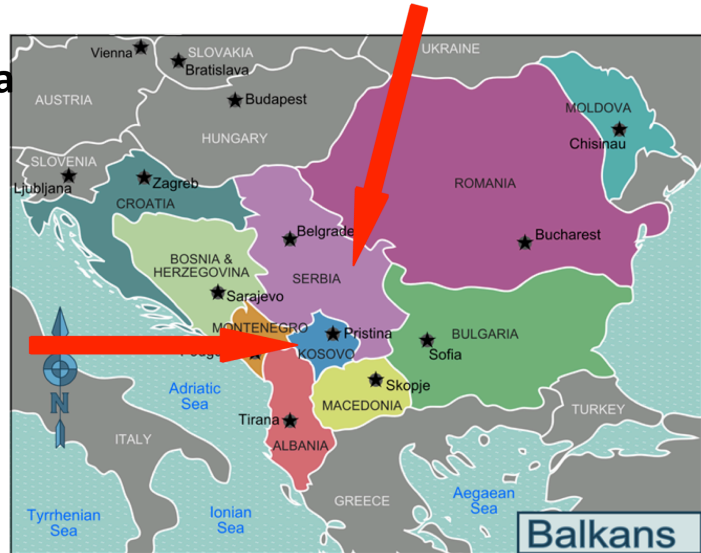 a
UKRAINE
Vienna
SLOVAKIA
Bratislava
AUSTRIA
Budapest
MOLDOVA
HUNGARY
Chisinau
SLOVENIA
Ljubljana
Zagreb
ROMANIA
CROATIA
Belgrade
Bucharest
BOSNIA &
HERZEGOVINA
SERBIA
Sarajevo
MONTENEGRO
Pristina
BULGARIA
KOSOVO
Sofia
Adriatic
Sea
Skopje
MACEDONIA
N
TURKEY
Tirana
ITALY
ALBANIA
GREECE
Aegaean
Sea
Tyrrhenian
Sea
Ionian
Sea
Balkans